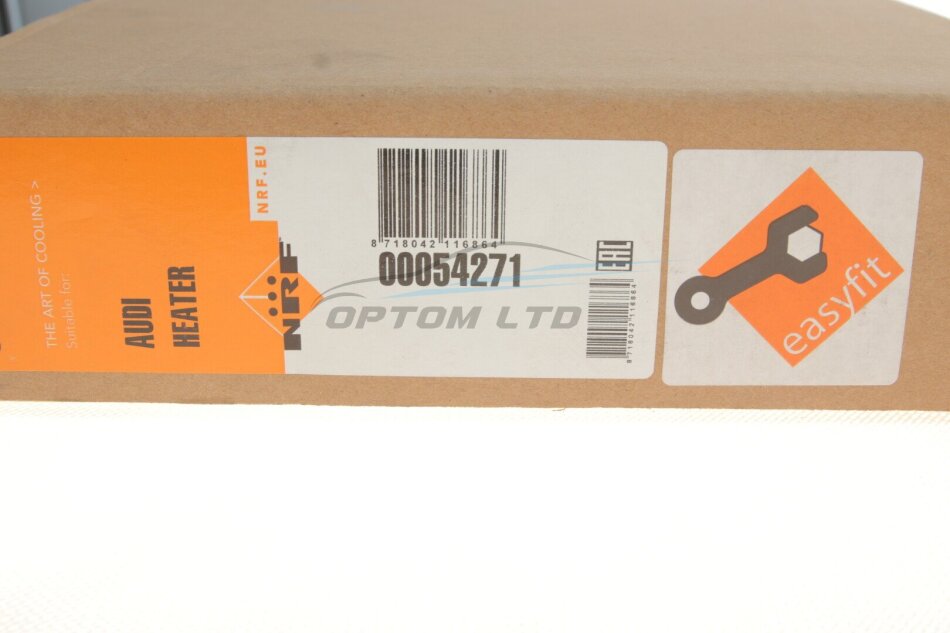 THE ART OF COOLING >
Suitable for:
AUDI
HEATER
NRF.EU
NRF
8 718042 116864
00054271
OPTOM LTD
EAC
8718042116864
easyfit